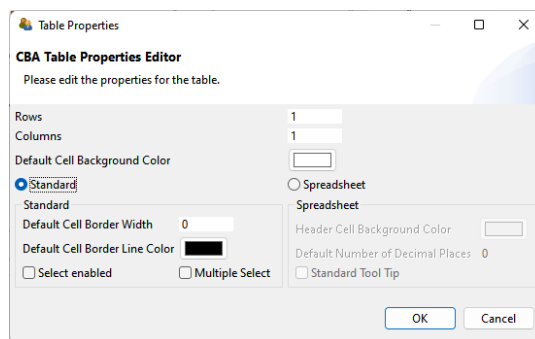 Table Properties
CBA Table Properties Editor
Please edit the properties for the table.
Rows 1
Columns 1
Default Cell Background Color
Standard Spreadsheet
Standard Spreadsheet
Default Cell Border Width 0 Header Cell Background Color
Default Cell Border Line Color Default Number of Decimal Places 0
Select enabled Multiple Select Standard Tool Tip
OK Cancel